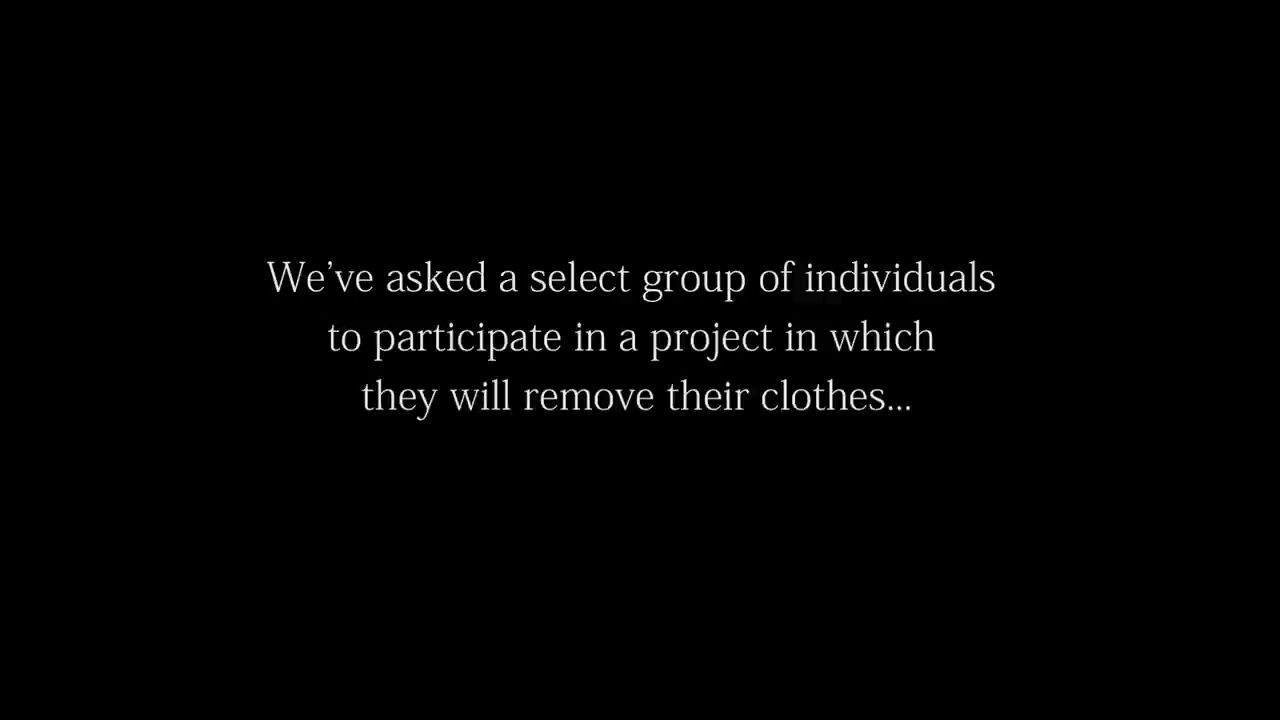 We’ve asked a select group of individuals
to participate in a project in which
they will remove their clothes...